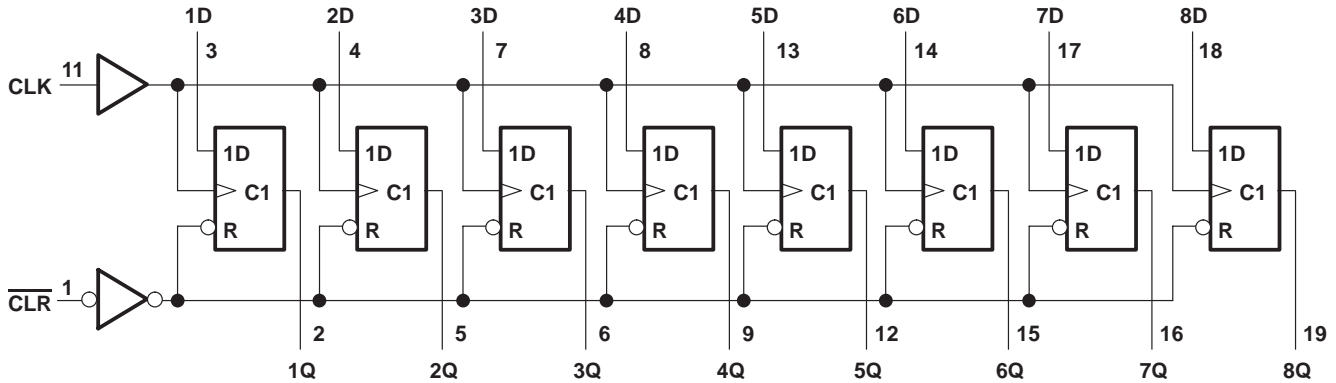 1D 2D 3D 4D 5D 6D 7D 8D
3 4 7 8 13 14 17 18
11
CLK
1D 1D 1D 1D 1D 1D 1D 1D
C1 C1 C1 C1 C1 C1 C1 C1
R R R R R R R R
1
CLR
2 5 6 9 12 15 16 19
1Q 2Q 3Q 4Q 5Q 6Q 7Q 8Q